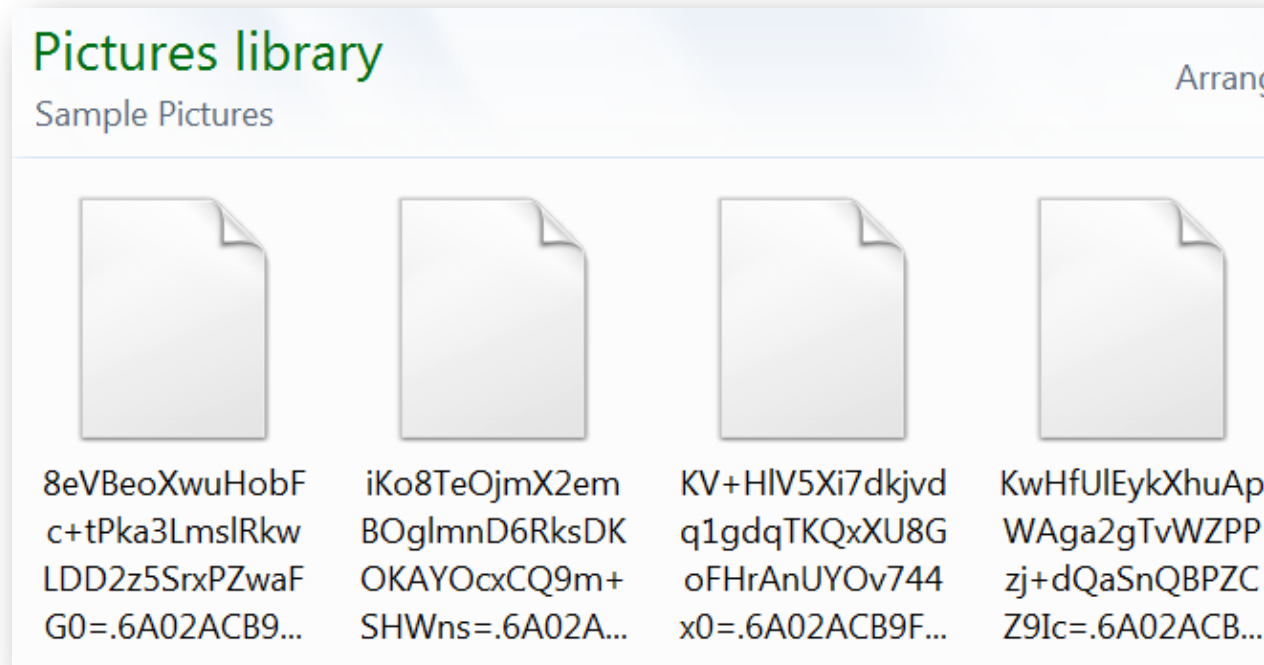 Pictures library
Sample Pictures
Arrang
8eVBeoXwuHobF
c+tPka3LmslRkw
LDD2z5SrxPZwaF
G0=.6A02ACB9...
iKo8TeOjmX2em
BOglmnD6RksDK
OKAYOcxCQ9m+
SHWns=.6A02A...
KV+HlV5Xi7dkjvd
q1gdqTKQxXU8G
oFHrAnUYOv744
x0=.6A02ACB9F...
KwHfUlEykXhuAp
WAga2gTvWZPP
zj+dQaSnQBPZC
Z9Ic=.6A02ACB...